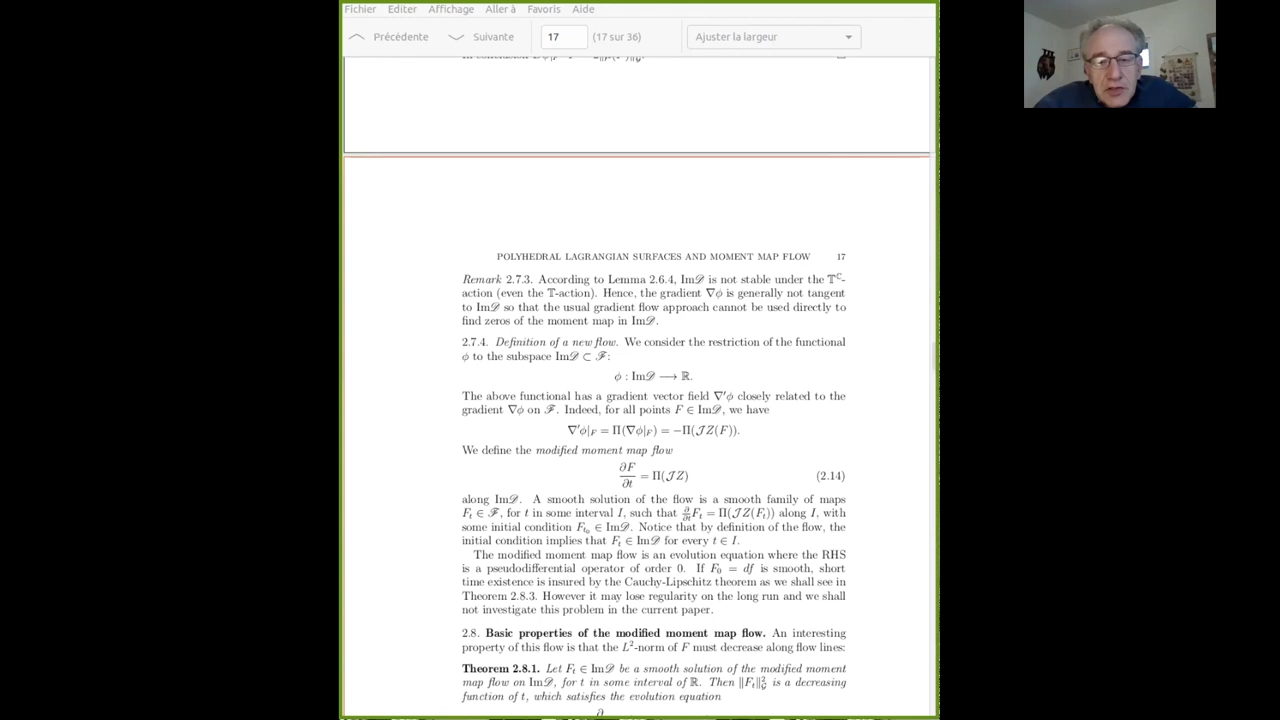 Fichier Editer Affichage Aller à Favoris Aide
Précédente Suivante 17 (17 sur 36) Ajuster la largeur
POLYHEDRAL LAGRANGIAN SURFACES AND MOMENT MAP FLOW 17
Remark 2.7.3. According to Lemma 2.6.4, Im𝒟 is not stable under the 𝕋^ℂ-
action (even the 𝕋-action). Hence, the gradient ∇ϕ is generally not tangent
to Im𝒟 so that the usual gradient flow approach cannot be used directly to
find zeros of the moment map in Im𝒟.
2.7.4. Definition of a new flow. We consider the restriction of the functional
ϕ to the subspace Im𝒟 ⊂ ℱ:
ϕ : Im𝒟 ⟶ ℝ.
The above functional has a gradient vector field ∇′ϕ closely related to the
gradient ∇ϕ on ℱ. Indeed, for all points F ∈ Im𝒟, we have
∇′ϕ|_F = Π(∇ϕ|_F) = −Π(𝒥Z(F)).
We define the modified moment map flow
∂F/∂t = Π(𝒥Z) (2.14)
along Im𝒟. A smooth solution of the flow is a smooth family of maps
F_t ∈ ℱ, for t in some interval I, such that ∂/∂t F_t = Π(𝒥Z(F_t)) along I, with
some initial condition F_{t_0} ∈ Im𝒟. Notice that by definition of the flow, the
initial condition implies that F_t ∈ Im𝒟 for every t ∈ I.
The modified moment map flow is an evolution equation where the RHS
is a pseudodifferential operator of order 0. If F_0 = df is smooth, short
time existence is insured by the Cauchy-Lipschitz theorem as we shall see in
Theorem 2.8.3. However it may lose regularity on the long run and we shall
not investigate this problem in the current paper.
2.8. Basic properties of the modified moment map flow. An interesting
property of this flow is that the L²-norm of F must decrease along flow lines:
Theorem 2.8.1. Let F_t ∈ Im𝒟 be a smooth solution of the modified moment
map flow on Im𝒟, for t in some interval of ℝ. Then ‖F_t‖²_𝒢 is a decreasing
function of t, which satisfies the evolution equation
∂